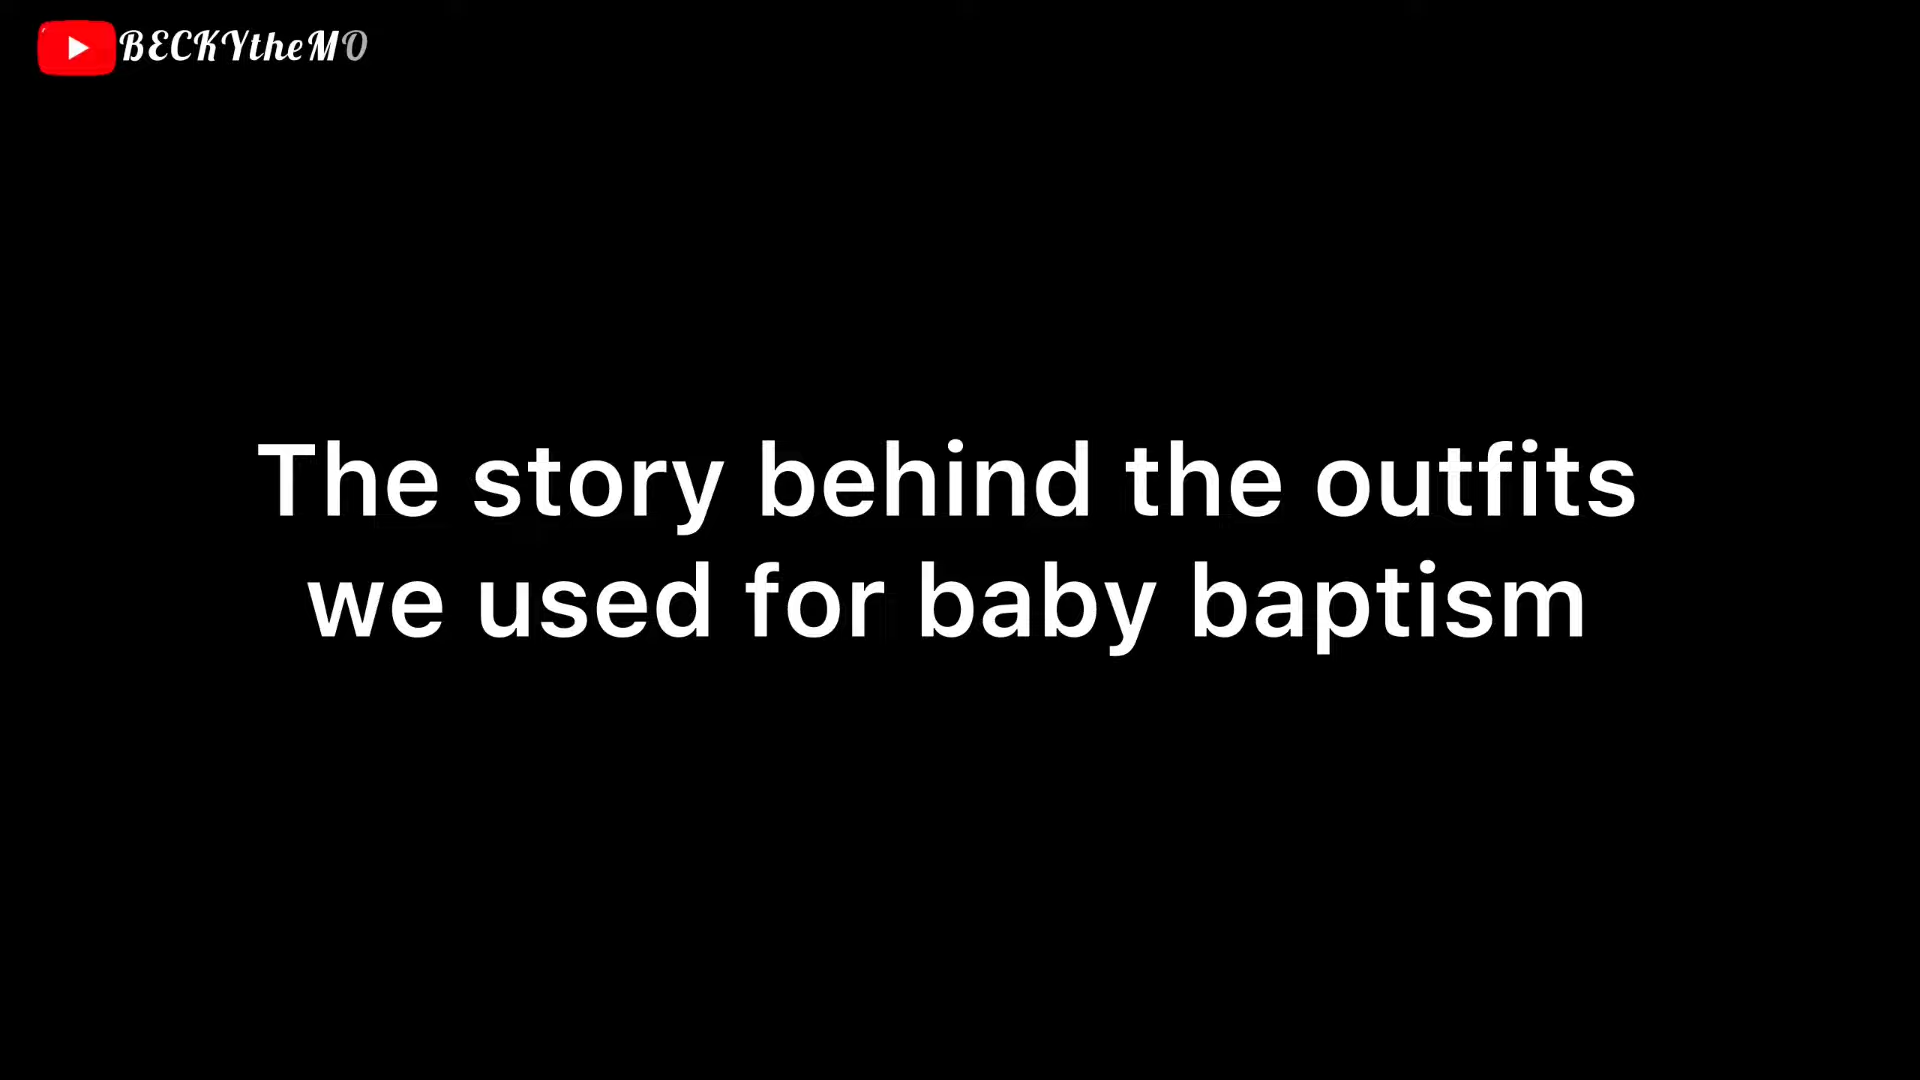 BECKYtheMO
The story behind the outfits
we used for baby baptism